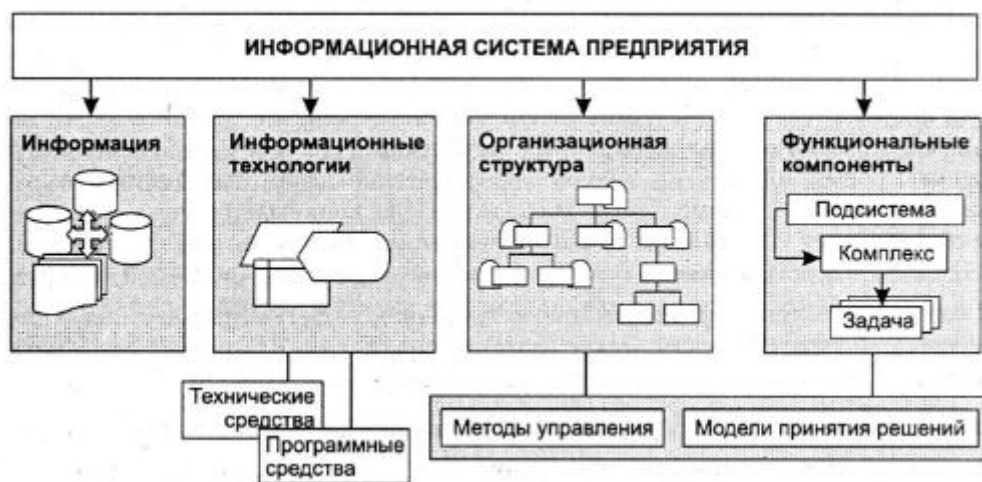 ИНФОРМАЦИОННАЯ СИСТЕМА ПРЕДПРИЯТИЯ
Информация
Информационные
технологии
Организационная
структура
Функциональные
компоненты
Подсистема
Комплекс
Задача
Технические
средства
Программные
средства
Методы управления
Модели принятия решений